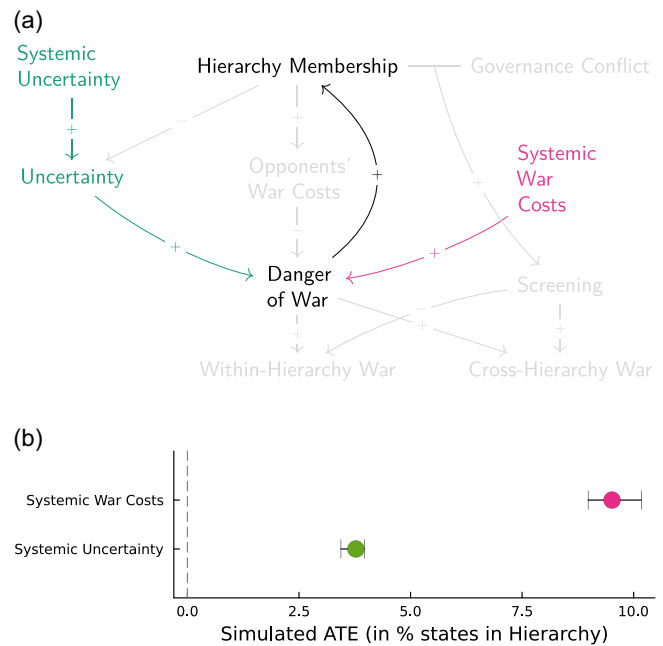 (a)
Systemic
Uncertainty
Hierarchy Membership
Governance Conflict
+
+
−
Uncertainty
Opponents'
War Costs
+
+
Systemic
War
Costs
−
+
+
Danger
of War
Screening
−
+
+
+
Within-Hierarchy War
Cross-Hierarchy War
(b)
Systemic War Costs
Systemic Uncertainty
0.0
2.5
5.0
7.5
10.0
Simulated ATE (in % states in Hierarchy)